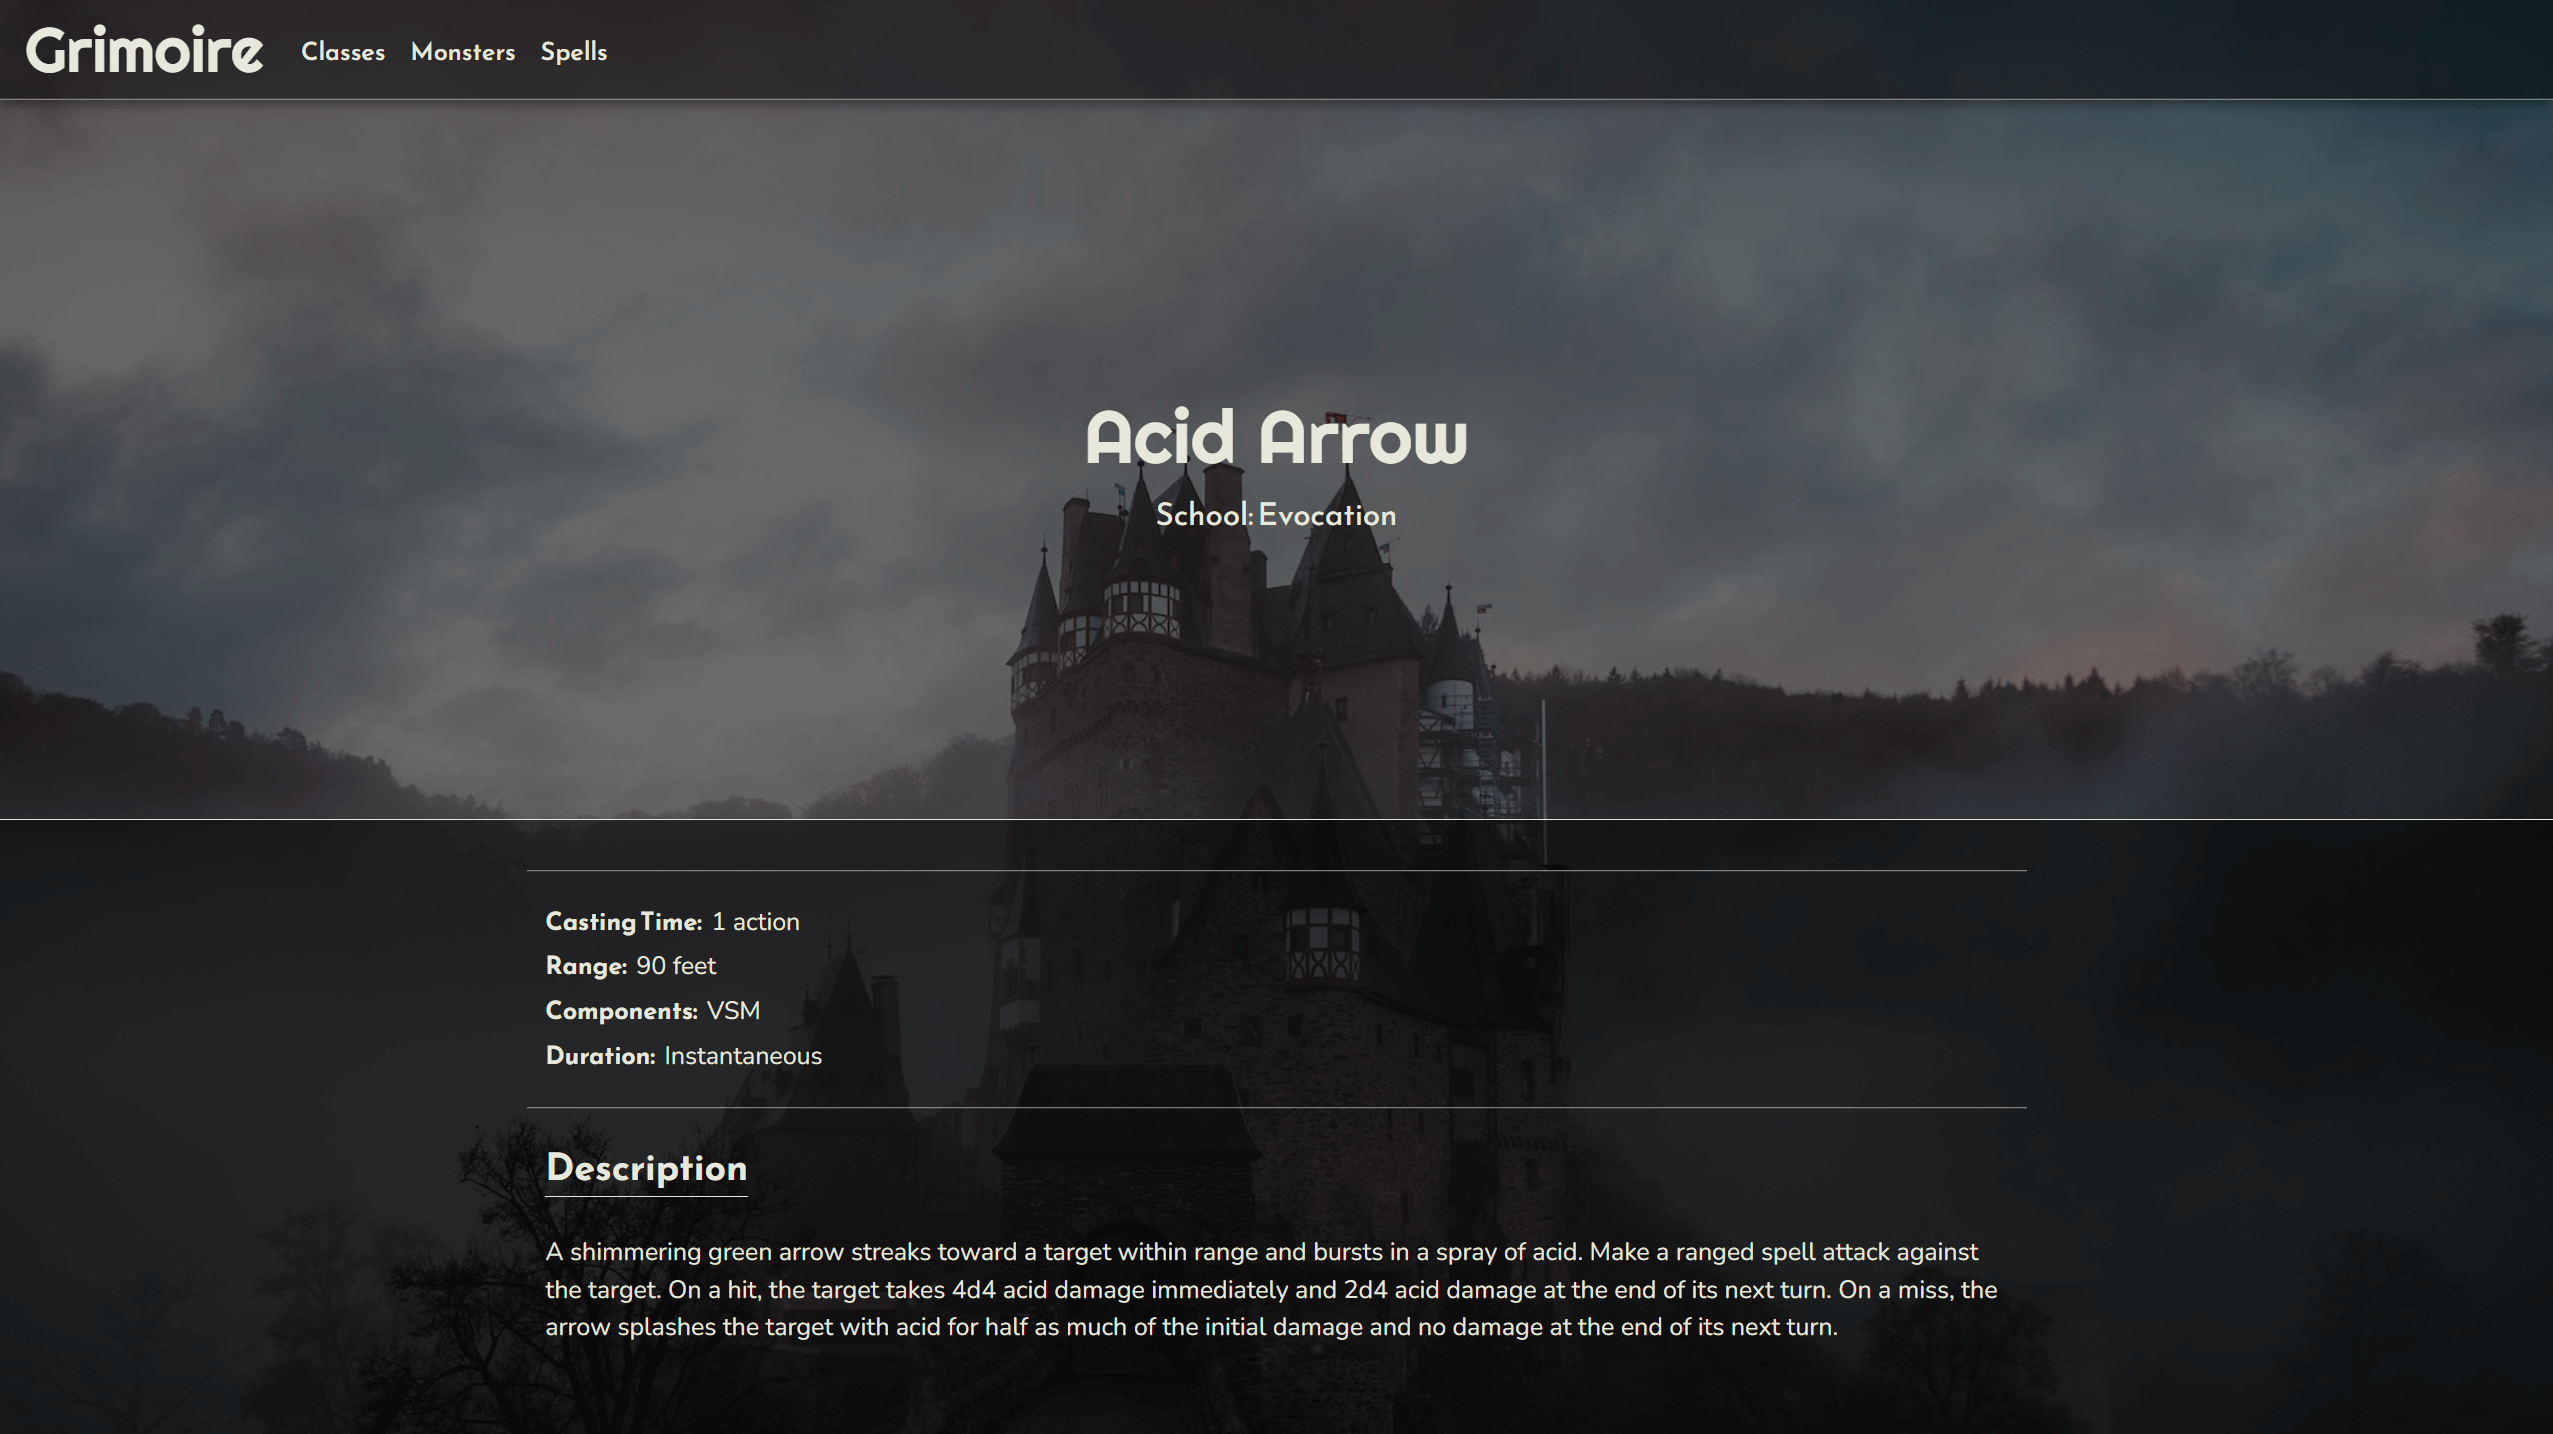 Grimoire Classes Monsters Spells
Acid Arrow
School: Evocation
Casting Time: 1 action
Range: 90 feet
Components: VSM
Duration: Instantaneous
Description
A shimmering green arrow streaks toward a target within range and bursts in a spray of acid. Make a ranged spell attack against
the target. On a hit, the target takes 4d4 acid damage immediately and 2d4 acid damage at the end of its next turn. On a miss, the
arrow splashes the target with acid for half as much of the initial damage and no damage at the end of its next turn.